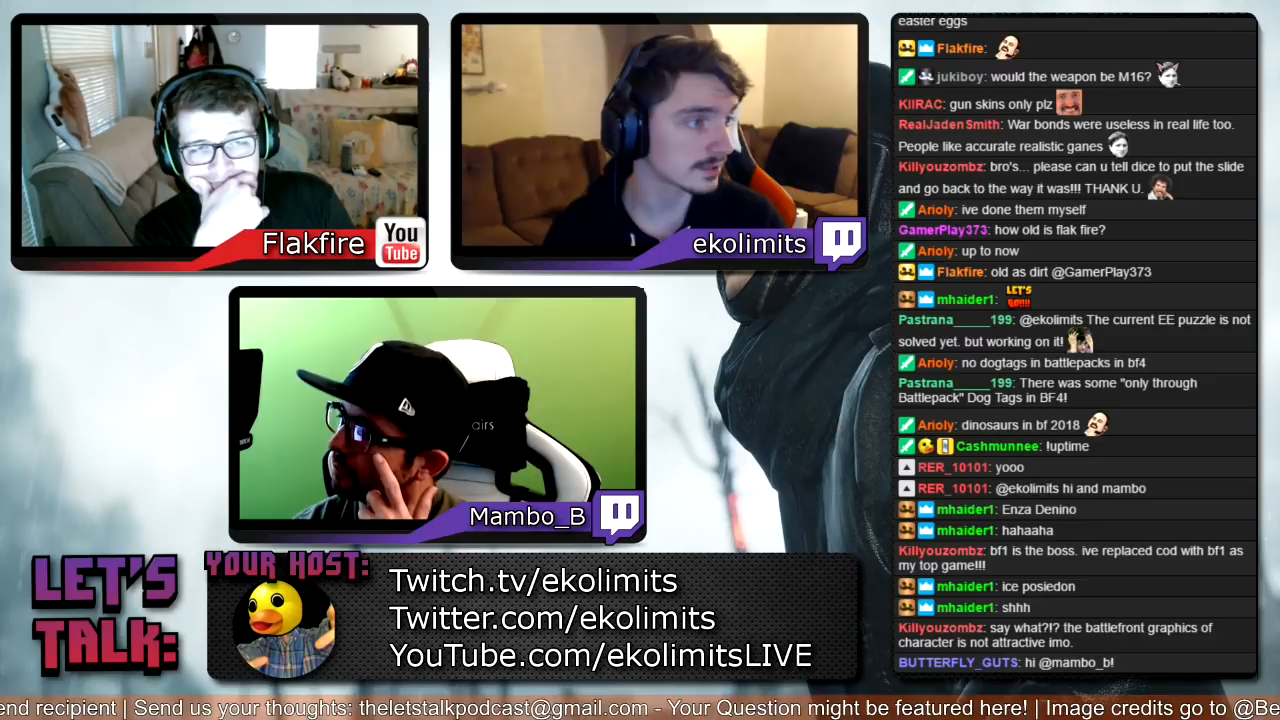 Flakfire
You
Tube
ekolimits
airs
Mambo_B
LET'S
TALK:
YOUR HOST:
Twitch.tv/ekolimits
Twitter.com/ekolimits
YouTube.com/ekolimitsLIVE
easter eggs
Flakfire:
jukiboy: would the weapon be M16?
KIIRAC: gun skins only plz
RealJadenSmith: War bonds were useless in real life too.
People like accurate realistic ganes
Killyouzombz: bro's... please can u tell dice to put the slide
and go back to the way it was!!! THANK U.
Arioly: ive done them myself
GamerPlay373: how old is flak fire?
Arioly: up to now
Flakfire: old as dirt @GamerPlay373
mhaider1: LET'S
GO!!!
Pastrana_____199: @ekolimits The current EE puzzle is not
solved yet. but working on it!
Arioly: no dogtags in battlepacks in bf4
Pastrana_____199: There was some "only through
Battlepack" Dog Tags in BF4!
Arioly: dinosaurs in bf 2018
Cashmunnee: !uptime
RER_10101: yooo
RER_10101: @ekolimits hi and mambo
mhaider1: Enza Denino
mhaider1: hahaaha
Killyouzombz: bf1 is the boss. ive replaced cod with bf1 as
my top game!!!
mhaider1: ice posiedon
mhaider1: shhh
Killyouzombz: say what?!? the battlefront graphics of
character is not attractive imo.
BUTTERFLY_GUTS: hi @mambo_b!
end recipient | Send us your thoughts: theletstalkpodcast@gmail.com - Your Question might be featured here! | Image credits go to @Be